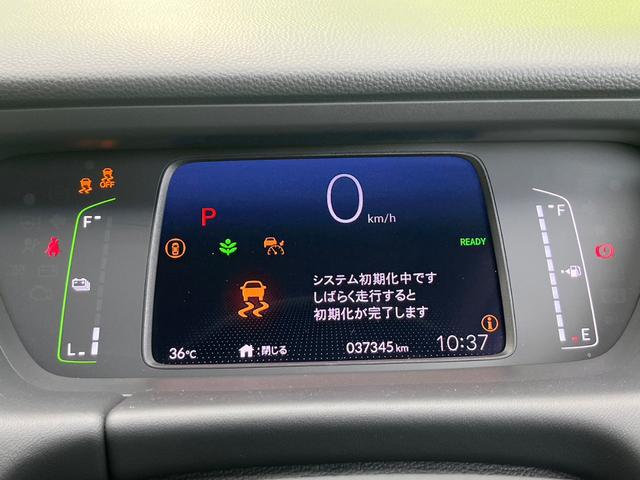 OFF
F
L
P
0 km/h
READY
システム初期化中です
しばらく走行すると
初期化が完了します
36℃
:閉じる
037345 km
10:37
F
E